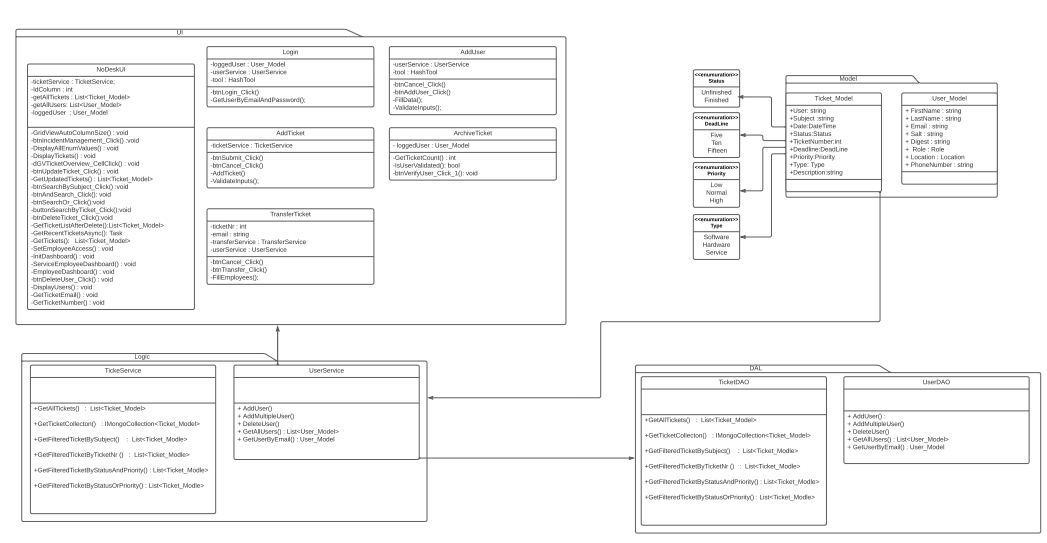 UI
NoDeskUI
-ticketService : TicketService;
-IdColumn : int
-getAllTickets : List<Ticket_Model>
-getAllUsers: List<User_Model>
-loggedUser : User_Model
-GridViewAutoColumnSize() : void
-btnIncidentManagement_Click() :void
-DisplayAllEnumValues() : void
-DisplayTickets() : void
-dGVTicketOverview_CellClick() : void
-btnUpdateTicket_Click() : void
-GetUpdatedTickets() : List<Ticket_Model>
-btnSearchBySubject_Click() : void
-btnAndSearch_Click() : void
-btnSearchOr_Click():void
-buttonSearchByTicket_Click() : void
-btnDeleteTicket_Click():void
-GetTicketListAfterDelete():List<Ticket_Model>
-GetRecentTicketsAsync(): Task
-GetTickets(): List<Ticket_Model>
-SetEmployeeAccess() : void
-InitDashboard() : void
-ServiceEmployeeDashboard() : void
-EmployeeDashboard() : void
-btnDeleteUser_Click() : void
-DisplayUsers() : void
-GetTicketEmail() : void
-GetTicketNumber() : void
Login
-loggedUser : User_Model
-userService : UserService
-tool : HashTool
-btnLogin_Click()
-GetUserByEmailAndPassword();
AddUser
-userService : UserService
-tool : HashTool
-btnCancel_Click()
-btnAddUser_Click()
-FillData();
-ValidateInputs();
AddTicket
-ticketService : TicketService
-btnSubmit_Click()
-btnCancel_Click()
-AddTicket()
-ValidateInputs();
ArchiveTicket
- loggedUser : User_Model
-GetTicketCount() : int
-IsUserValidated(): bool
-btnVerifyUser_Click_1(): void
TransferTicket
-ticketNr : int
-email : string
-transferService : TransferService
-userService : UserService
-btnCancel_Click()
-btnTransfer_Click()
-FillEmployees();
<<enumuration>>
Status
Unfinished
Finished
<<enumuration>>
DeadLine
Five
Ten
Fifteen
<<enumuration>>
Priority
Low
Normal
High
<<enumuration>>
Type
Software
Hardware
Service
Model
Ticket_Model
+User: string
+Subject :string
+Date:DateTime
+Status:Status
+TicketNumber:int
+Deadline:DeadLine
+Priority:Priority
+Type: Type
+Description:string
User_Model
+ FirstName : string
+ LastName : string
+ Email : string
+ Salt : string
+ Digest : string
+ Role : Role
+ Location : Location
+ PhoneNumber : string
Logic
TickeService
+GetAllTickets() : List<Ticket_Model>
+GetTicketCollecton() : IMongoCollection<Ticket_Model>
+GetFilteredTicketBySubject() : List<Ticket_Modle>
+GetFilteredTicketByTicketNr () : List<Ticket_Modle>
+GetFilteredTicketByStatusAndPriority() : List<Ticket_Modle>
+GetFilteredTicketByStatusOrPriority() : List<Ticket_Modle>
UserService
+ AddUser()
+ AddMultipleUser()
+ DeleteUser()
+ GetAllUsers() : List<User_Model>
+ GetUserByEmail() : User_Model
DAL
TicketDAO
+GetAllTickets() : List<Ticket_Model>
+GetTicketCollecton() : IMongoCollection<Ticket_Model>
+GetFilteredTicketBySubject() : List<Ticket_Modle>
+GetFilteredTicketByTicketNr () : List<Ticket_Modle>
+GetFilteredTicketByStatusAndPriority() : List<Ticket_Modle>
+GetFilteredTicketByStatusOrPriority() : List<Ticket_Modle>
UserDAO
+ AddUser() :
+ AddMultipleUser()
+ DeleteUser()
+ GetAllUsers() : List<User_Model>
+ GetUserByEmail() : User_Model